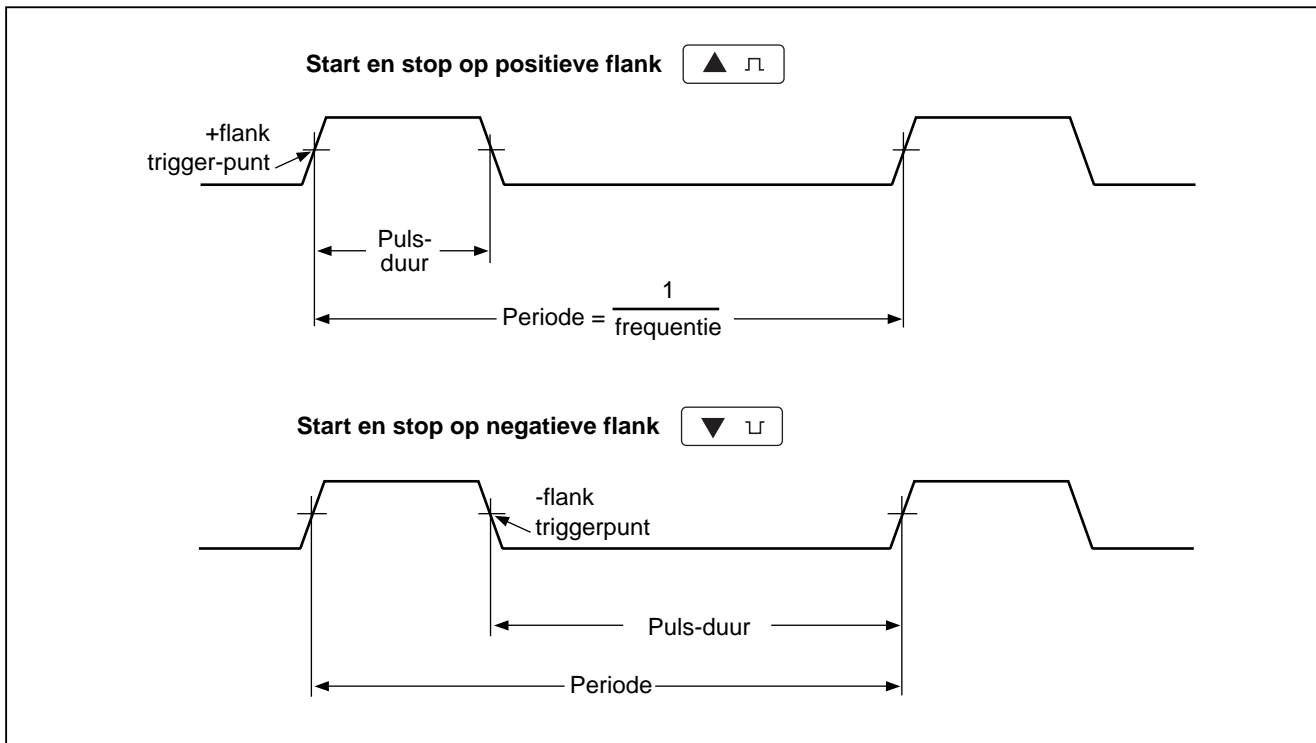 Start en stop op positieve flank
+flank
trigger-punt
Puls-
duur
Periode = 1
frequentie
Start en stop op negatieve flank
-flank
triggerpunt
Puls-duur
Periode